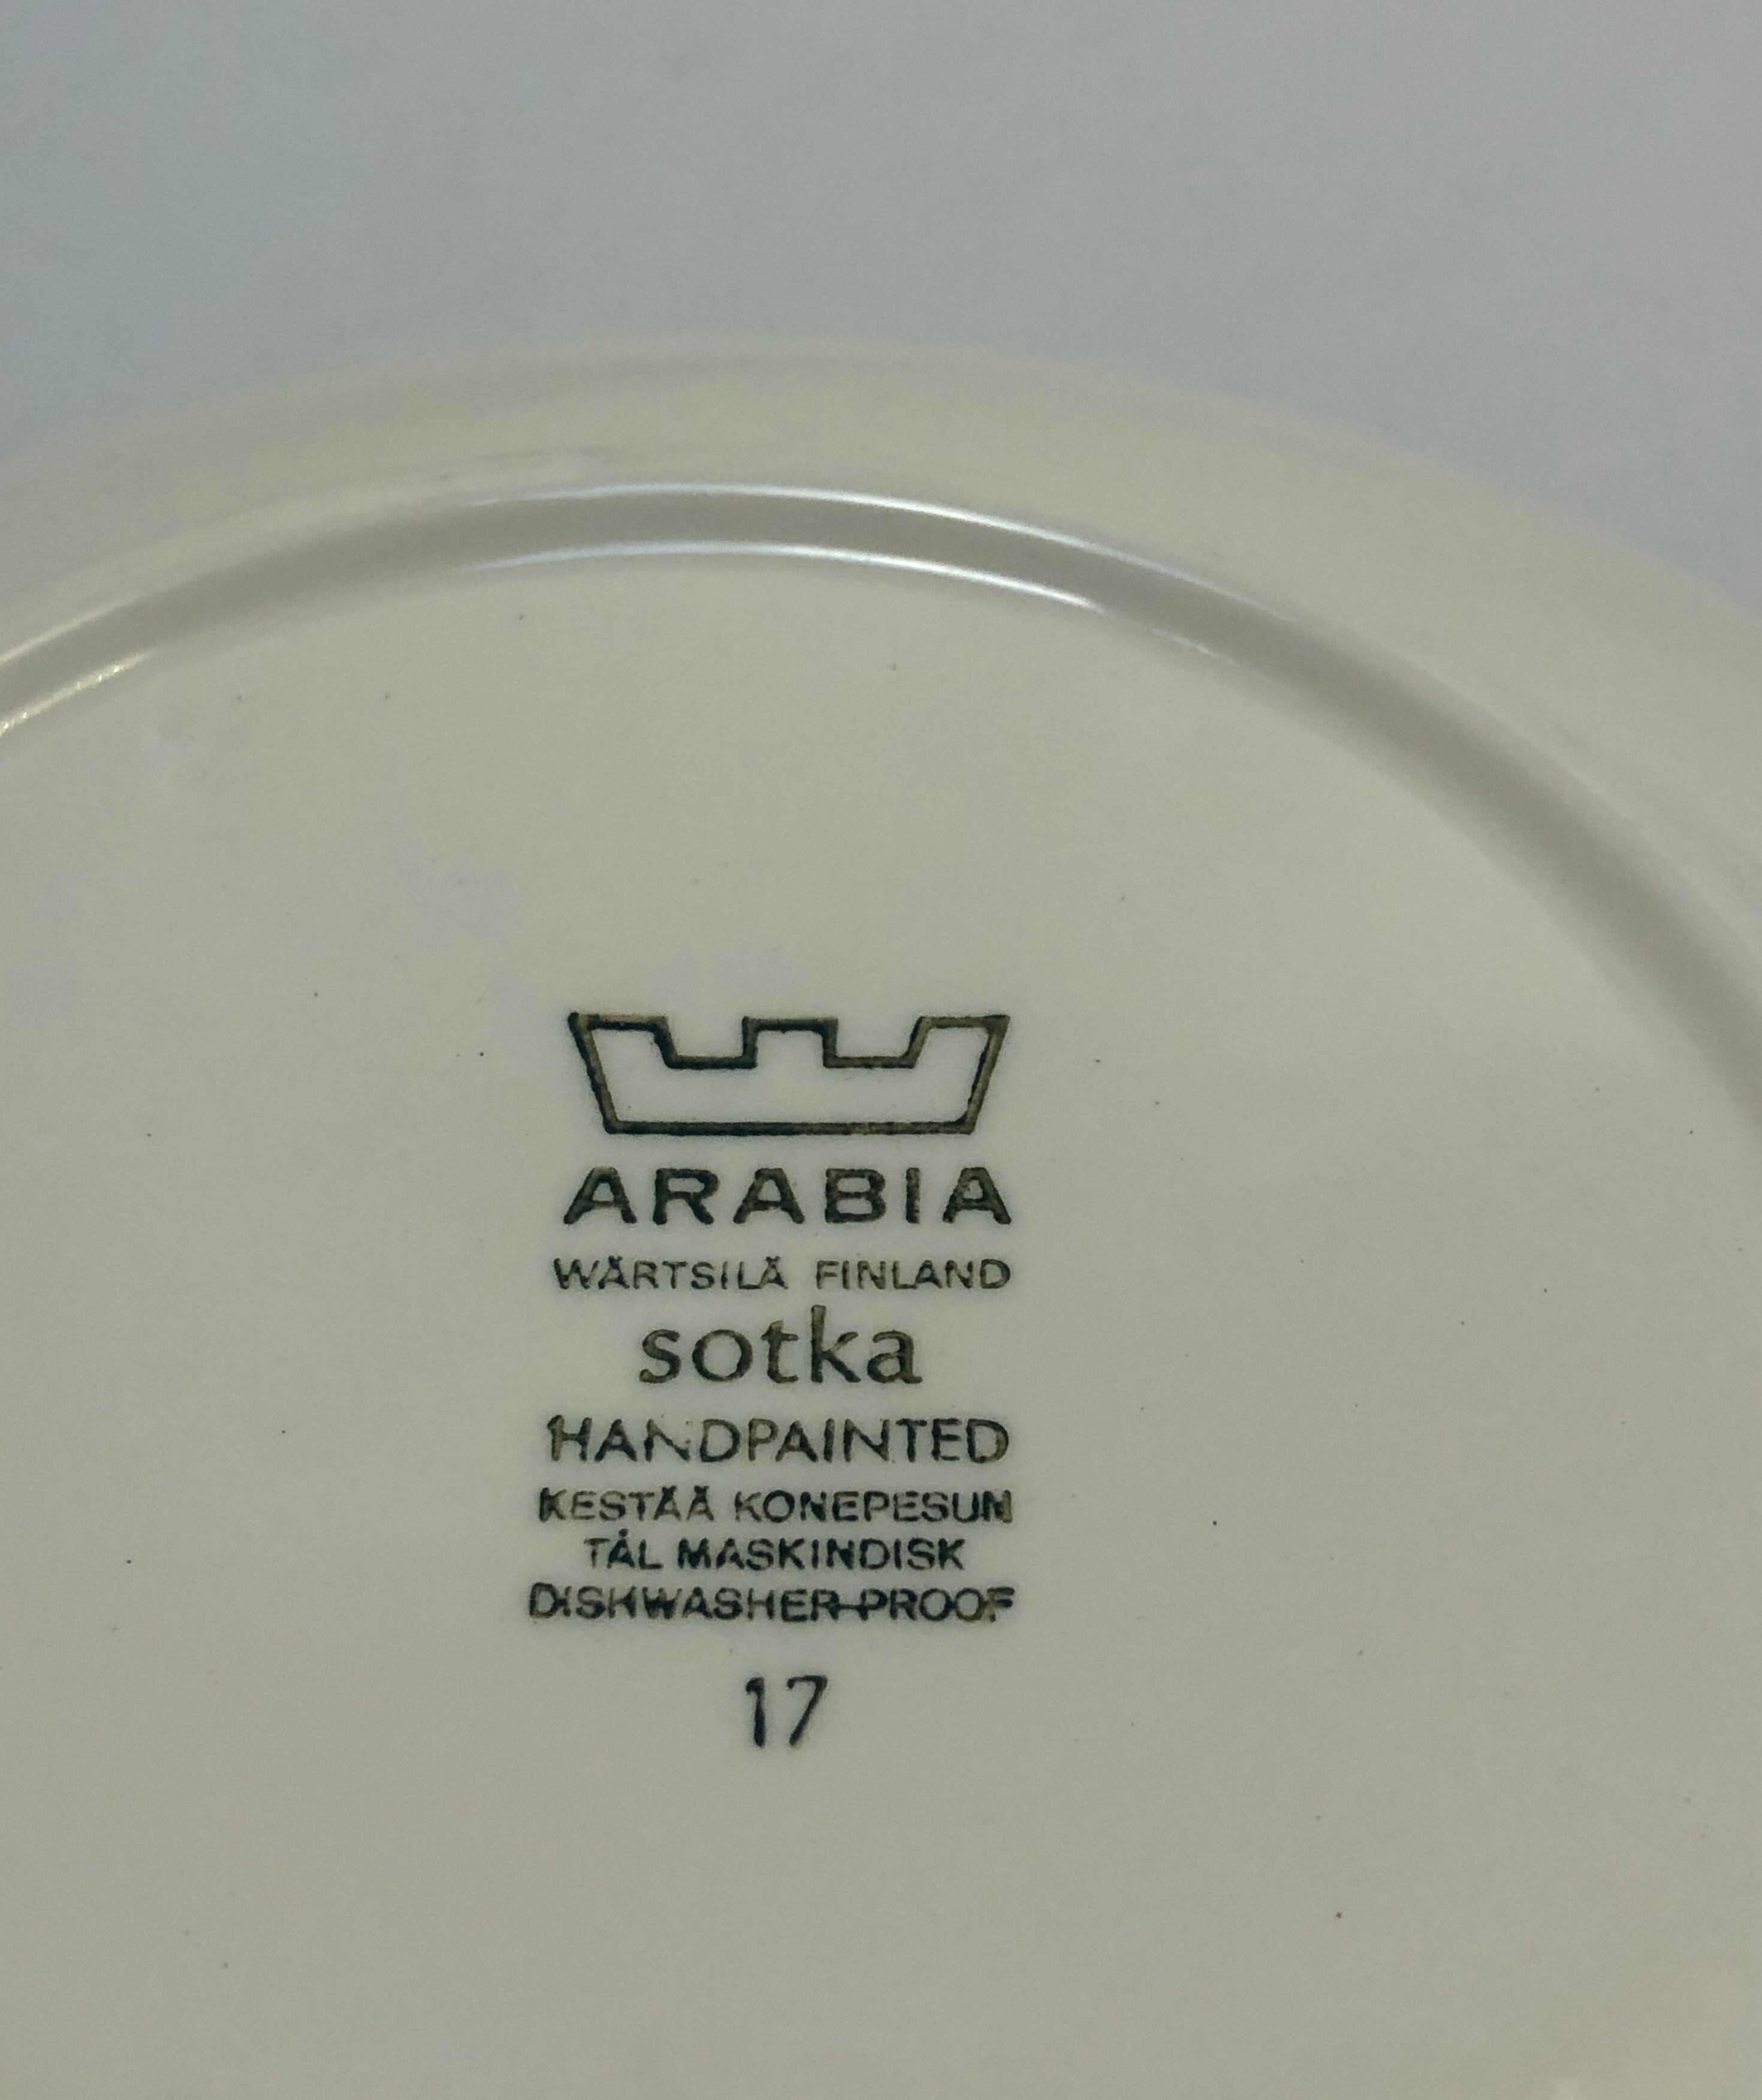 ARABIA
WÄRTSILÄ FINLAND
sotka
HANDPAINTED
KESTÄÄ KONEPESUN
TÅL MASKINDISK
DISHWASHER-PROOF
17